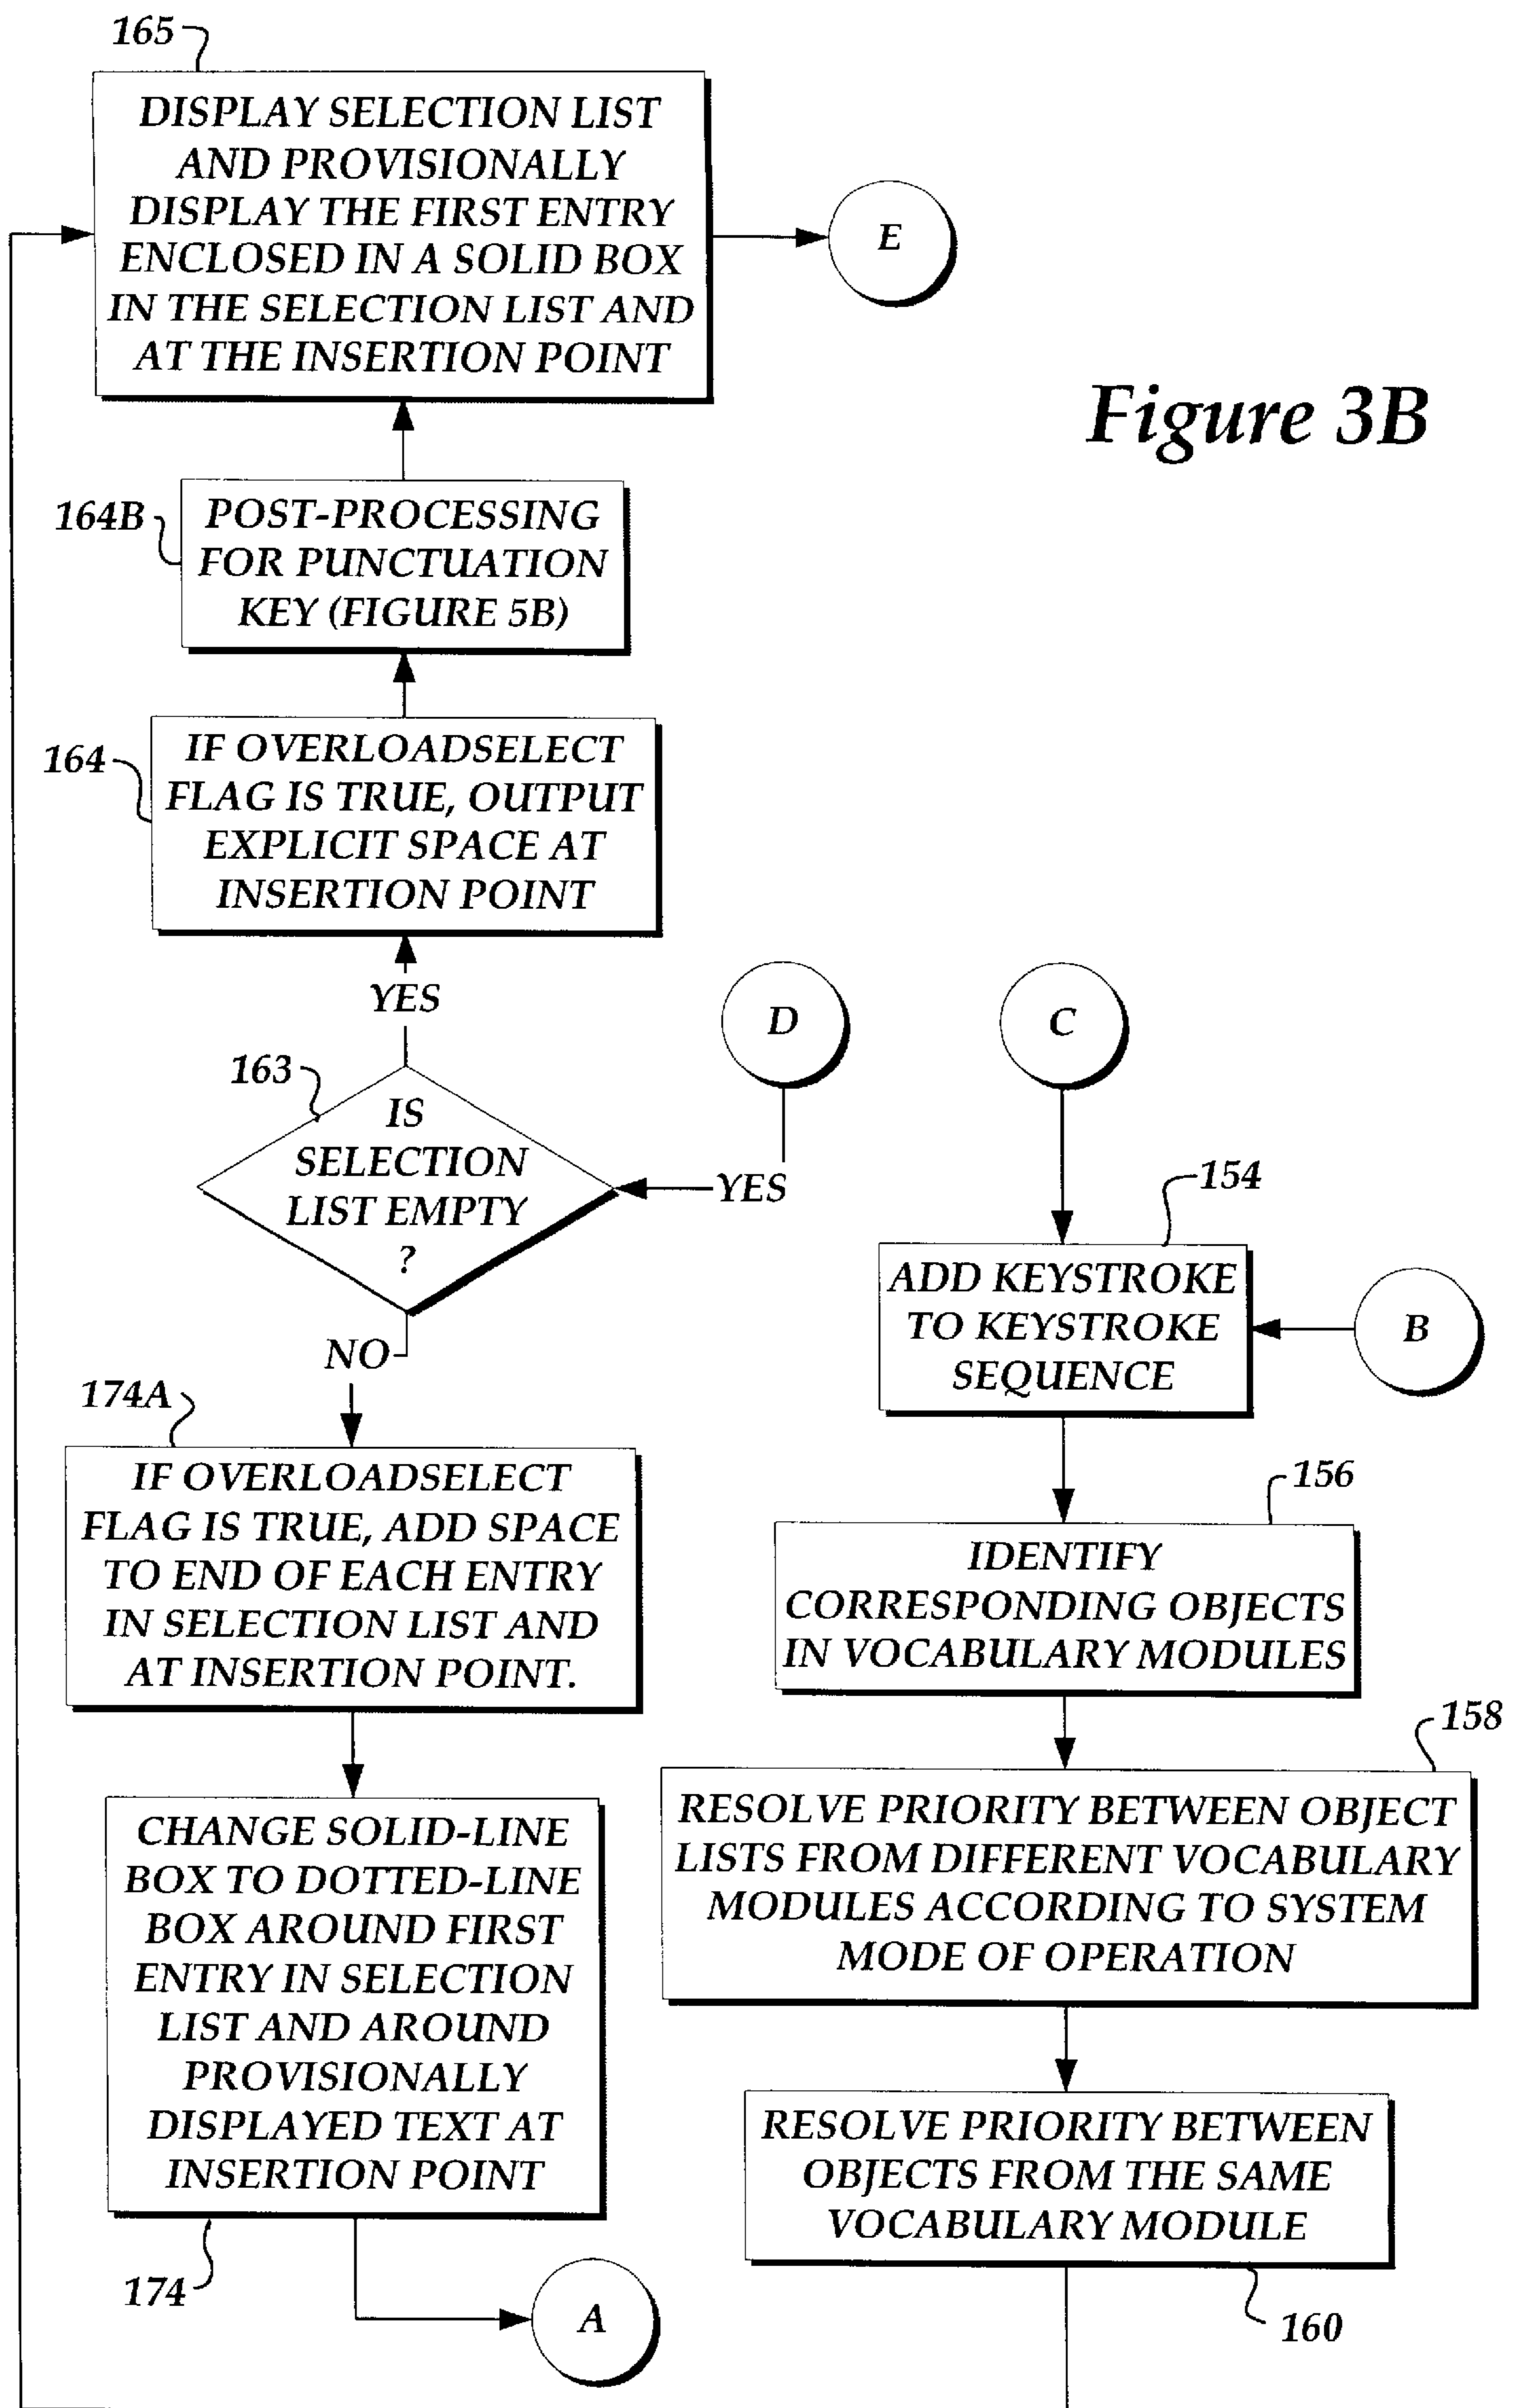 165
DISPLAY SELECTION LIST
AND PROVISIONALLY
DISPLAY THE FIRST ENTRY
ENCLOSED IN A SOLID BOX
IN THE SELECTION LIST AND
AT THE INSERTION POINT
E
Figure 3B
164B
POST-PROCESSING
FOR PUNCTUATION
KEY (FIGURE 5B)
164
IF OVERLOADSELECT
FLAG IS TRUE, OUTPUT
EXPLICIT SPACE AT
INSERTION POINT
YES
D
C
163
IS
SELECTION
LIST EMPTY
?
YES
NO
154
ADD KEYSTROKE
TO KEYSTROKE
SEQUENCE
B
174A
IF OVERLOADSELECT
FLAG IS TRUE, ADD SPACE
TO END OF EACH ENTRY
IN SELECTION LIST AND
AT INSERTION POINT.
156
IDENTIFY
CORRESPONDING OBJECTS
IN VOCABULARY MODULES
158
RESOLVE PRIORITY BETWEEN OBJECT
LISTS FROM DIFFERENT VOCABULARY
MODULES ACCORDING TO SYSTEM
MODE OF OPERATION
CHANGE SOLID-LINE
BOX TO DOTTED-LINE
BOX AROUND FIRST
ENTRY IN SELECTION
LIST AND AROUND
PROVISIONALLY
DISPLAYED TEXT AT
INSERTION POINT
174
RESOLVE PRIORITY BETWEEN
OBJECTS FROM THE SAME
VOCABULARY MODULE
160
A